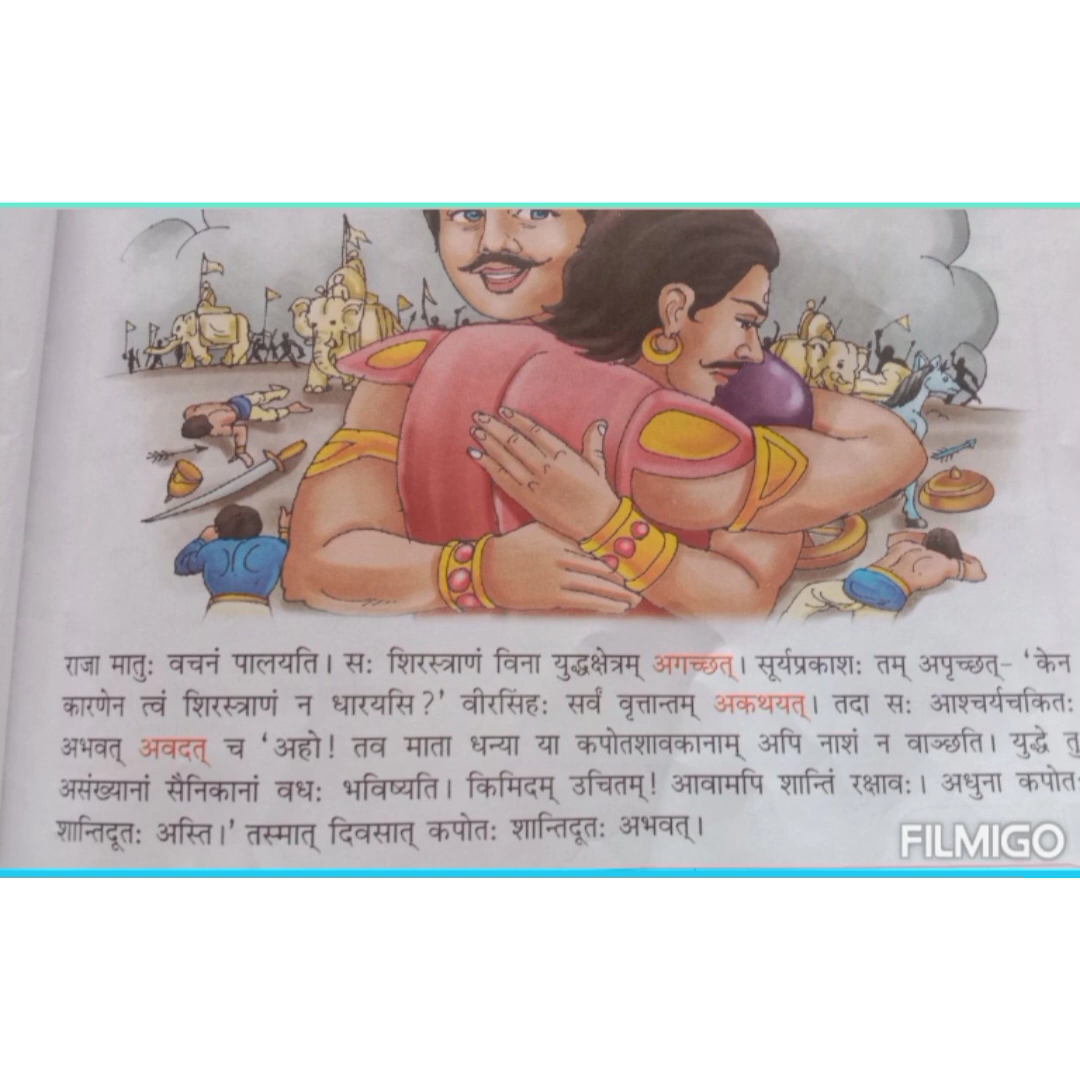 राजा मातुः वचनं पालयति। सः शिरस्त्राणं विना युद्धक्षेत्रम् अगच्छत्। सूर्यप्रकाशः तम् अपृच्छत्- ‘केन
कारणेन त्वं शिरस्त्राणं न धारयसि?’ वीरसिंहः सर्वं वृत्तान्तम् अकथयत्। तदा सः आश्चर्यचकितः
अभवत् अवदत् च ‘अहो! तव माता धन्या या कपोतशावकानाम् अपि नाशं न वाञ्छति। युद्धे तु
असंख्यानां सैनिकानां वधः भविष्यति। किमिदम् उचितम्! आवामपि शान्तिं रक्षावः। अधुना कपोतः
शान्तिदूतः अस्ति।’ तस्मात् दिवसात् कपोतः शान्तिदूतः अभवत्।
FILMIGO